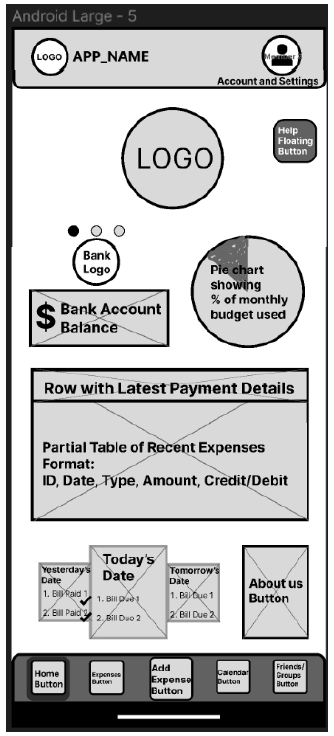 Android Large - 5
LOGO
APP_NAME
Account and Settings
LOGO
Help
Floating
Button
Bank
Logo
$
Bank Account
Balance
Pie chart
showing
% of monthly
budget used
Row with Latest Payment Details
Partial Table of Recent Expenses
Format:
ID, Date, Type, Amount, Credit/Debit
Yesterday's
Date
1. Bill Paid 1
2. Bill Paid 2
Today's
Date
1. Bill Due 1
2. Bill Due 2
Tomorrow's
Date
1. Bill Due 1
2. Bill Due 2
About us
Button
Home
Button
Expenses
Button
Add
Expense
Button
Calendar
Button
Friends/
Groups
Button